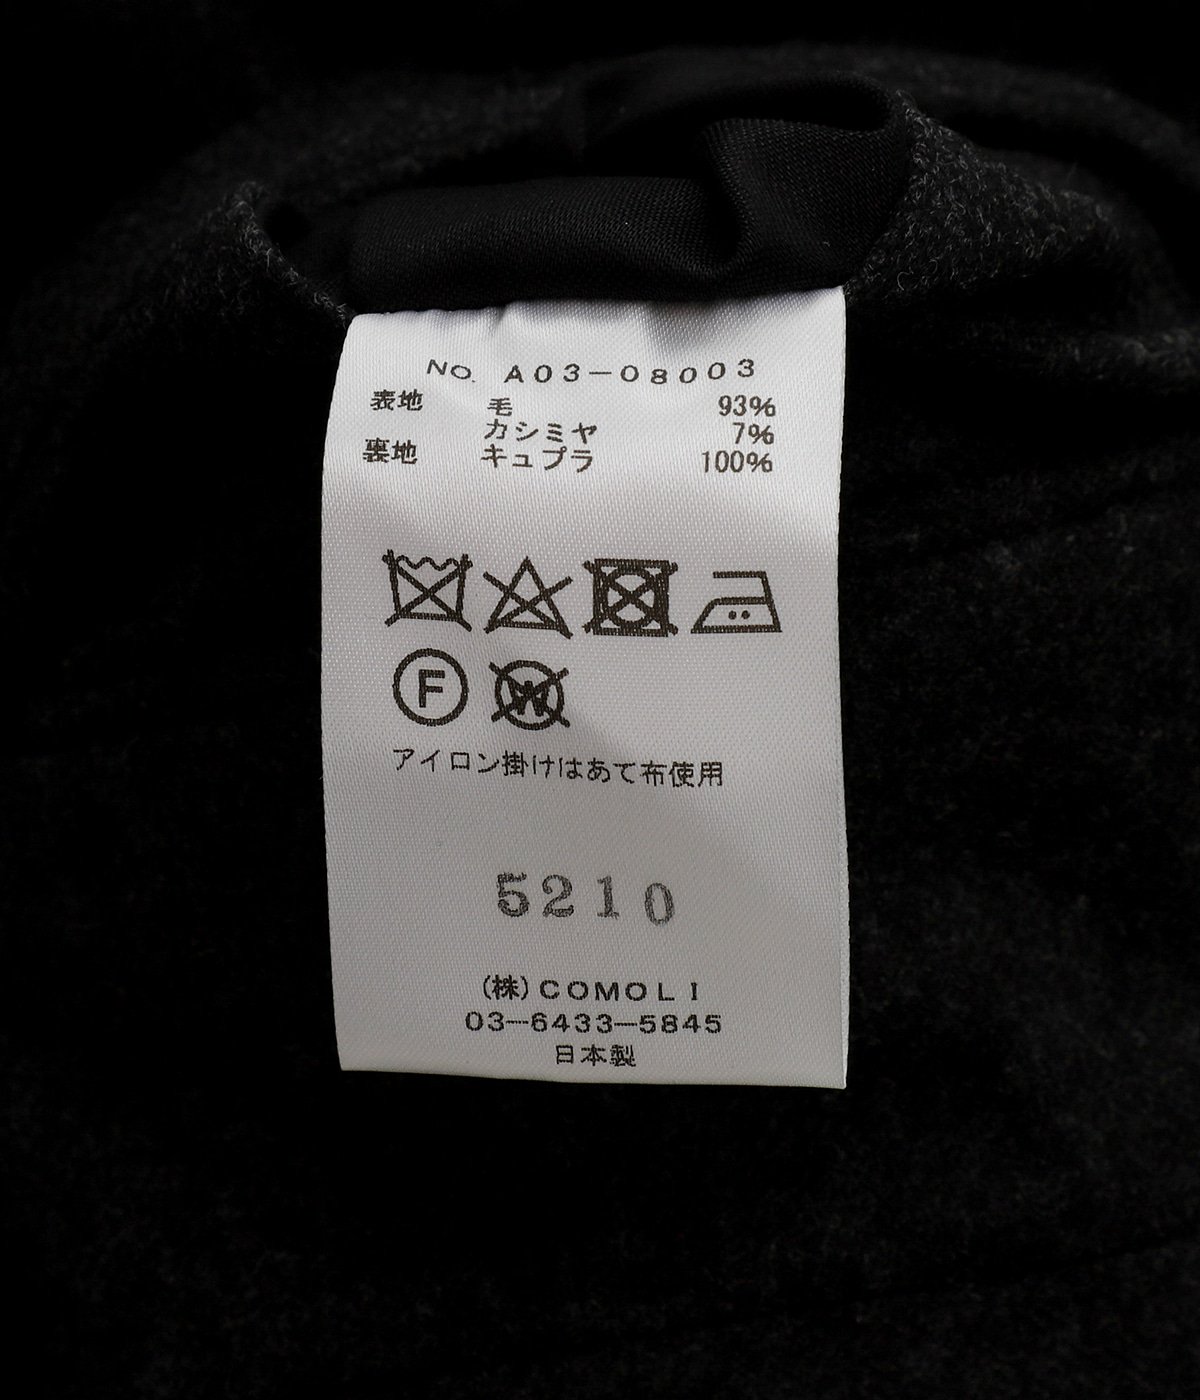 NO. A03-08003
表地 毛 93%
カシミヤ 7%
裏地 キュプラ 100%
F W
アイロン掛けはあて布使用
5210
(株)COMOLI
03-6433-5845
日本製